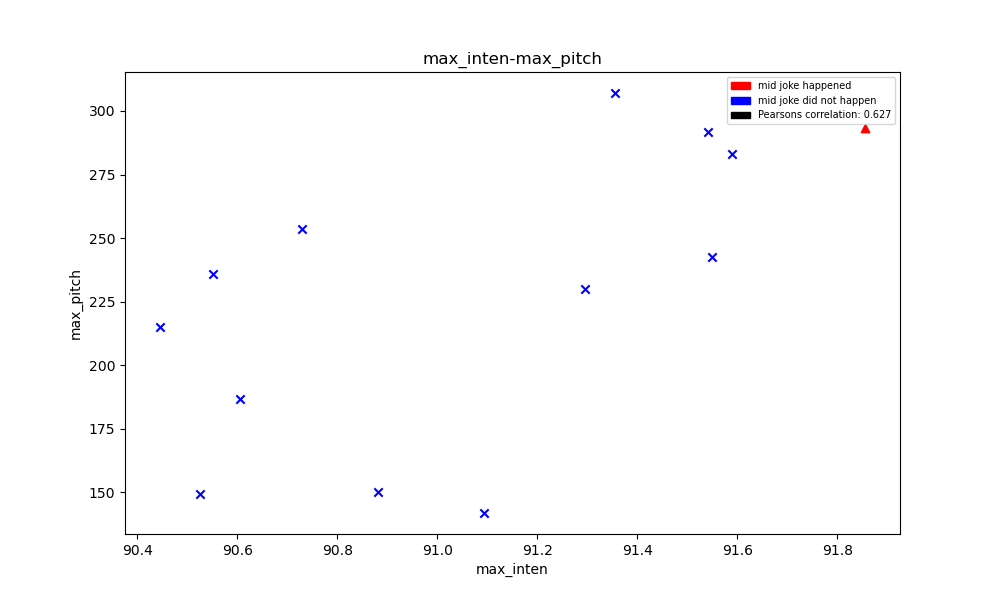 max_inten-max_pitch
mid joke happened
mid joke did not happen
Pearsons correlation: 0.627
300
275
250
225
200
175
150
max_pitch
90.4 90.6 90.8 91.0 91.2 91.4 91.6 91.8
max_inten